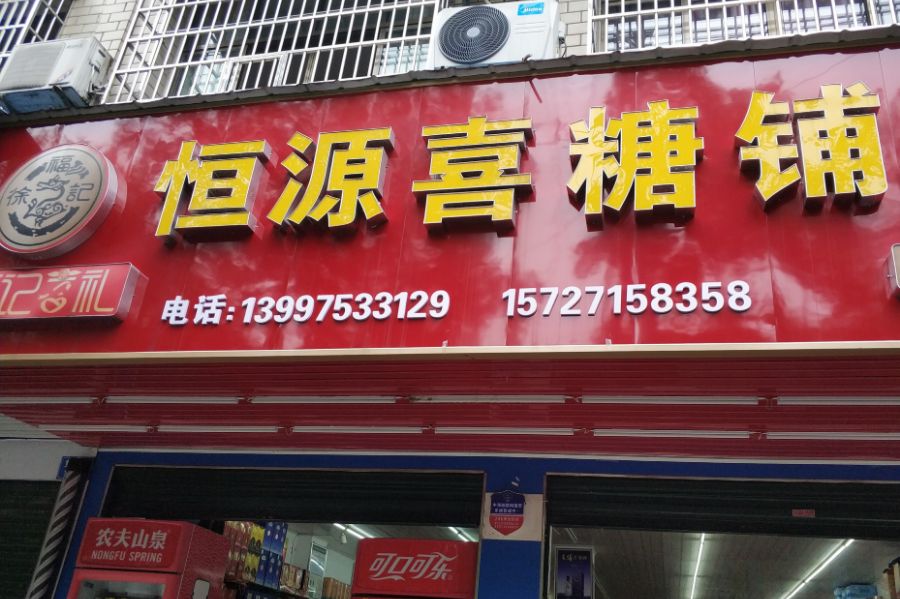 Midea
恒源喜糖铺
徐福記
记喜礼
电话:13997533129 15727158358
农夫山泉
NONGFU SPRING
可口可乐